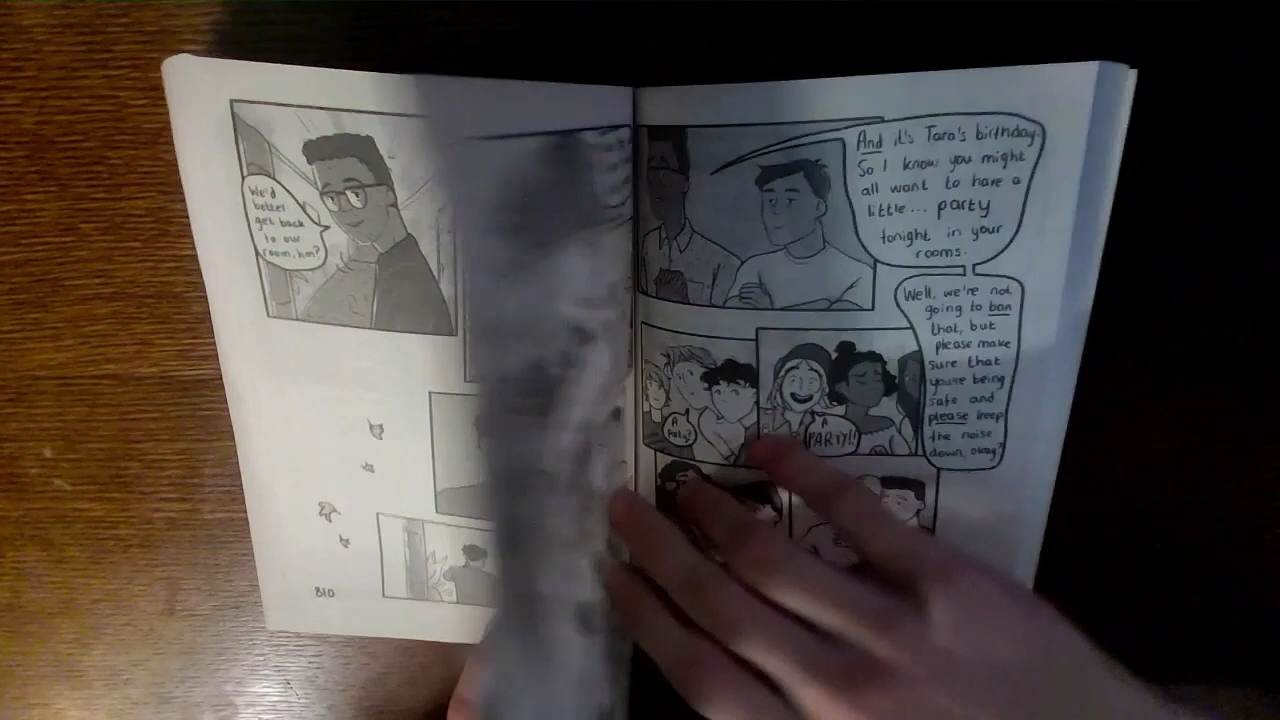 We'd
better
get back
to our
room, hm?
810
And it's Tara's birthday.
So I know you might
all want to have a
little... party
tonight in your
rooms.
Well, we're not
going to ban
that, but
please make
sure that
you're being
safe and
please keep
the noise
down, okay?
A
Party?
A
PARTY!!